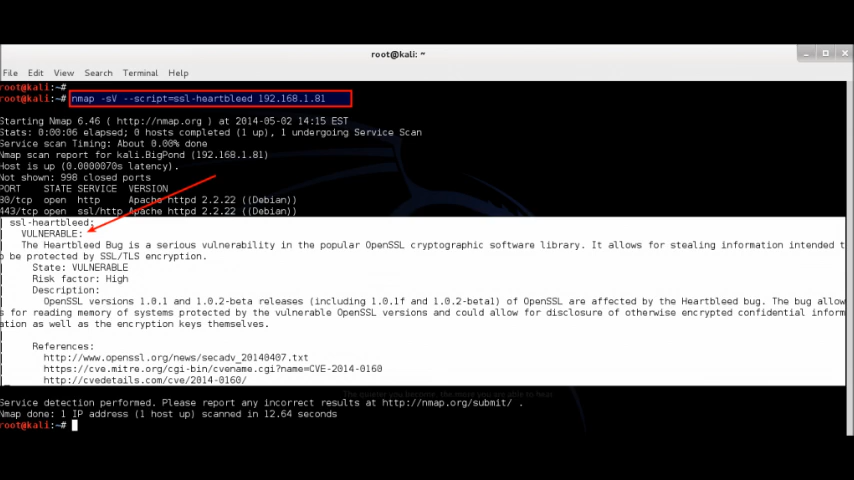 root@kali: ~
File Edit View Search Terminal Help
root@kali:~#
root@kali:~# nmap -sV --script=ssl-heartbleed 192.168.1.81
Starting Nmap 6.46 ( http://nmap.org ) at 2014-05-02 14:15 EST
Stats: 0:00:06 elapsed; 0 hosts completed (1 up), 1 undergoing Service Scan
Service scan Timing: About 0.00% done
Nmap scan report for kali.BigPond (192.168.1.81)
Host is up (0.0000070s latency).
Not shown: 998 closed ports
PORT STATE SERVICE VERSION
80/tcp open http Apache httpd 2.2.22 ((Debian))
443/tcp open ssl/http Apache httpd 2.2.22 ((Debian))
| ssl-heartbleed:
| VULNERABLE:
| The Heartbleed Bug is a serious vulnerability in the popular OpenSSL cryptographic software library. It allows for stealing information intended t
o be protected by SSL/TLS encryption.
| State: VULNERABLE
| Risk factor: High
| Description:
| OpenSSL versions 1.0.1 and 1.0.2-beta releases (including 1.0.1f and 1.0.2-beta1) of OpenSSL are affected by the Heartbleed bug. The bug allow
s for reading memory of systems protected by the vulnerable OpenSSL versions and could allow for disclosure of otherwise encrypted confidential inform
ation as well as the encryption keys themselves.
|
| References:
| http://www.openssl.org/news/secadv_20140407.txt
| https://cve.mitre.org/cgi-bin/cvename.cgi?name=CVE-2014-0160
|_ http://cvedetails.com/cve/2014-0160/
The quieter you become, the more you are able to hear
Service detection performed. Please report any incorrect results at http://nmap.org/submit/ .
Nmap done: 1 IP address (1 host up) scanned in 12.64 seconds
root@kali:~#